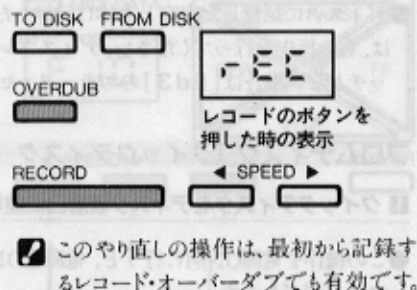 TO DISK FROM DISK
rEC
OVERDUB
レコードのボタンを
押した時の表示
RECORD
◀ SPEED ▶
このやり直しの操作は、最初から記録す
るレコード・オーバーダブでも有効です。